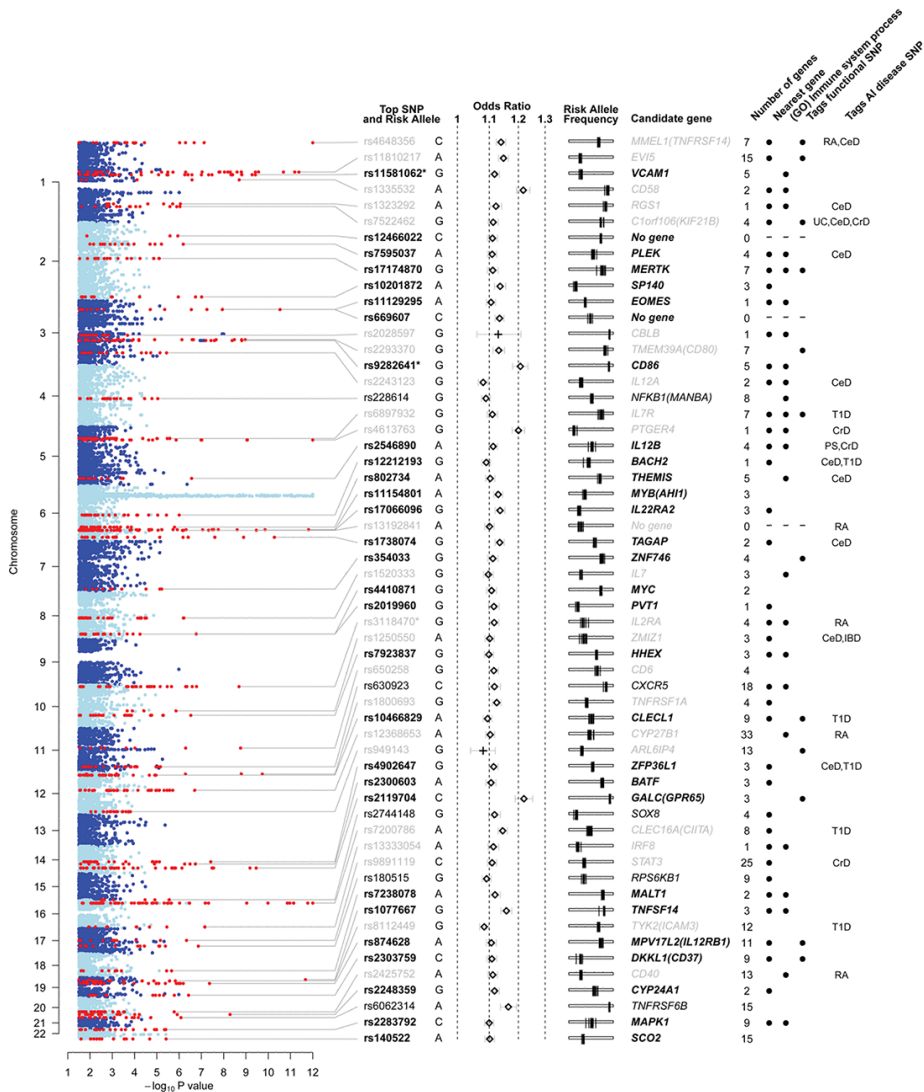 Number of genes
Nearest gene
(GO) Immune system process
Tags functional SNP
Tags AI disease SNP
Top SNP and Risk Allele
Odds Ratio
1 1.1 1.2 1.3
Risk Allele Frequency
Candidate gene
rs4648356 C MMEL1(TNFRSF14) 7 RA,CeD
rs11810217 A EVI5 15
rs11581062* G VCAM1 5
rs1335532 A CD58 2
rs1323292 A RGS1 1 CeD
rs7522462 G C1orf106(KIF21B) 4 UC,CeD,CrD
rs12466022 C No gene 0 – – –
rs7595037 A PLEK 4 CeD
rs17174870 G MERTK 7
rs10201872 A SP140 3
rs11129295 A EOMES 1
rs669607 C No gene 0 – – –
rs2028597 G CBLB 1
rs2293370 G TMEM39A(CD80) 7
rs9282641* G CD86 5
rs2243123 G IL12A 2 CeD
rs228614 G NFKB1(MANBA) 8
rs6897932 G IL7R 7 T1D
rs4613763 G PTGER4 1 CrD
rs2546890 A IL12B 4 PS,CrD
rs12212193 G BACH2 1 CeD,T1D
rs802734 A THEMIS 5 CeD
rs11154801 A MYB(AHI1) 3
rs17066096 G IL22RA2 3
rs13192841 A No gene 0 – – RA
rs1738074 G TAGAP 2 CeD
rs354033 G ZNF746 4
rs1520333 G IL7 3
rs4410871 G MYC 2
rs2019960 G PVT1 1
rs3118470* G IL2RA 4 RA
rs1250550 A ZMIZ1 3 CeD,IBD
rs7923837 G HHEX 3
rs650258 G CD6 4
rs630923 C CXCR5 18
rs1800693 G TNFRSF1A 4
rs10466829 A CLECL1 9 T1D
rs12368653 A CYP27B1 33 RA
rs949143 G ARL6IP4 13
rs4902647 G ZFP36L1 3 CeD,T1D
rs2300603 A BATF 3
rs2119704 C GALC(GPR65) 3
rs2744148 G SOX8 4
rs7200786 A CLEC16A(CIITA) 8 T1D
rs13333054 A IRF8 1
rs9891119 C STAT3 25 CrD
rs180515 G RPS6KB1 9
rs7238078 A MALT1 2
rs1077667 G TNFSF14 3
rs8112449 G TYK2(ICAM3) 12 T1D
rs874628 A MPV17L2(IL12RB1) 11
rs2303759 C DKKL1(CD37) 9
rs2425752 A CD40 13 RA
rs2248359 G CYP24A1 2
rs6062314 A TNFRSF6B 15
rs2283792 C MAPK1 9
rs140522 A SCO2 15
Chromosome
1
2
3
4
5
6
7
8
9
10
11
12
13
14
15
16
17
18
19
20
21
22
1 2 3 4 5 6 7 8 9 10 11 12
−log10 P value